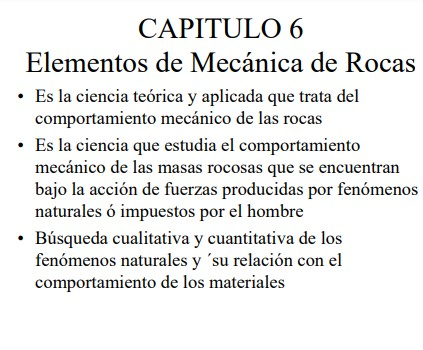 CAPITULO 6
Elementos de Mecánica de Rocas
• Es la ciencia teórica y aplicada que trata del
comportamiento mecánico de las rocas
• Es la ciencia que estudia el comportamiento
mecánico de las masas rocosas que se encuentran
bajo la acción de fuerzas producidas por fenómenos
naturales ó impuestos por el hombre
• Búsqueda cualitativa y cuantitativa de los
fenómenos naturales y ´su relación con el
comportamiento de los materiales